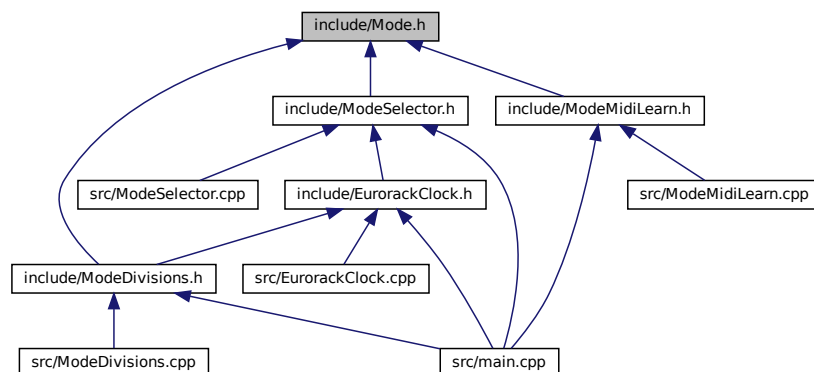 include/Mode.h
include/ModeSelector.h
include/ModeMidiLearn.h
src/ModeSelector.cpp
include/EurorackClock.h
src/ModeMidiLearn.cpp
include/ModeDivisions.h
src/EurorackClock.cpp
src/ModeDivisions.cpp
src/main.cpp